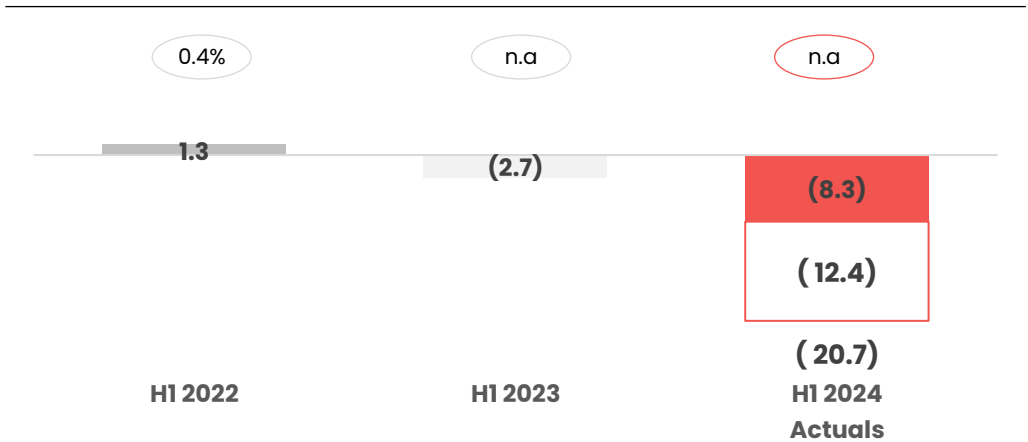 0.4%
n.a
n.a
1.3
(2.7)
(8.3)
( 12.4)
( 20.7)
H1 2022
H1 2023
H1 2024
Actuals